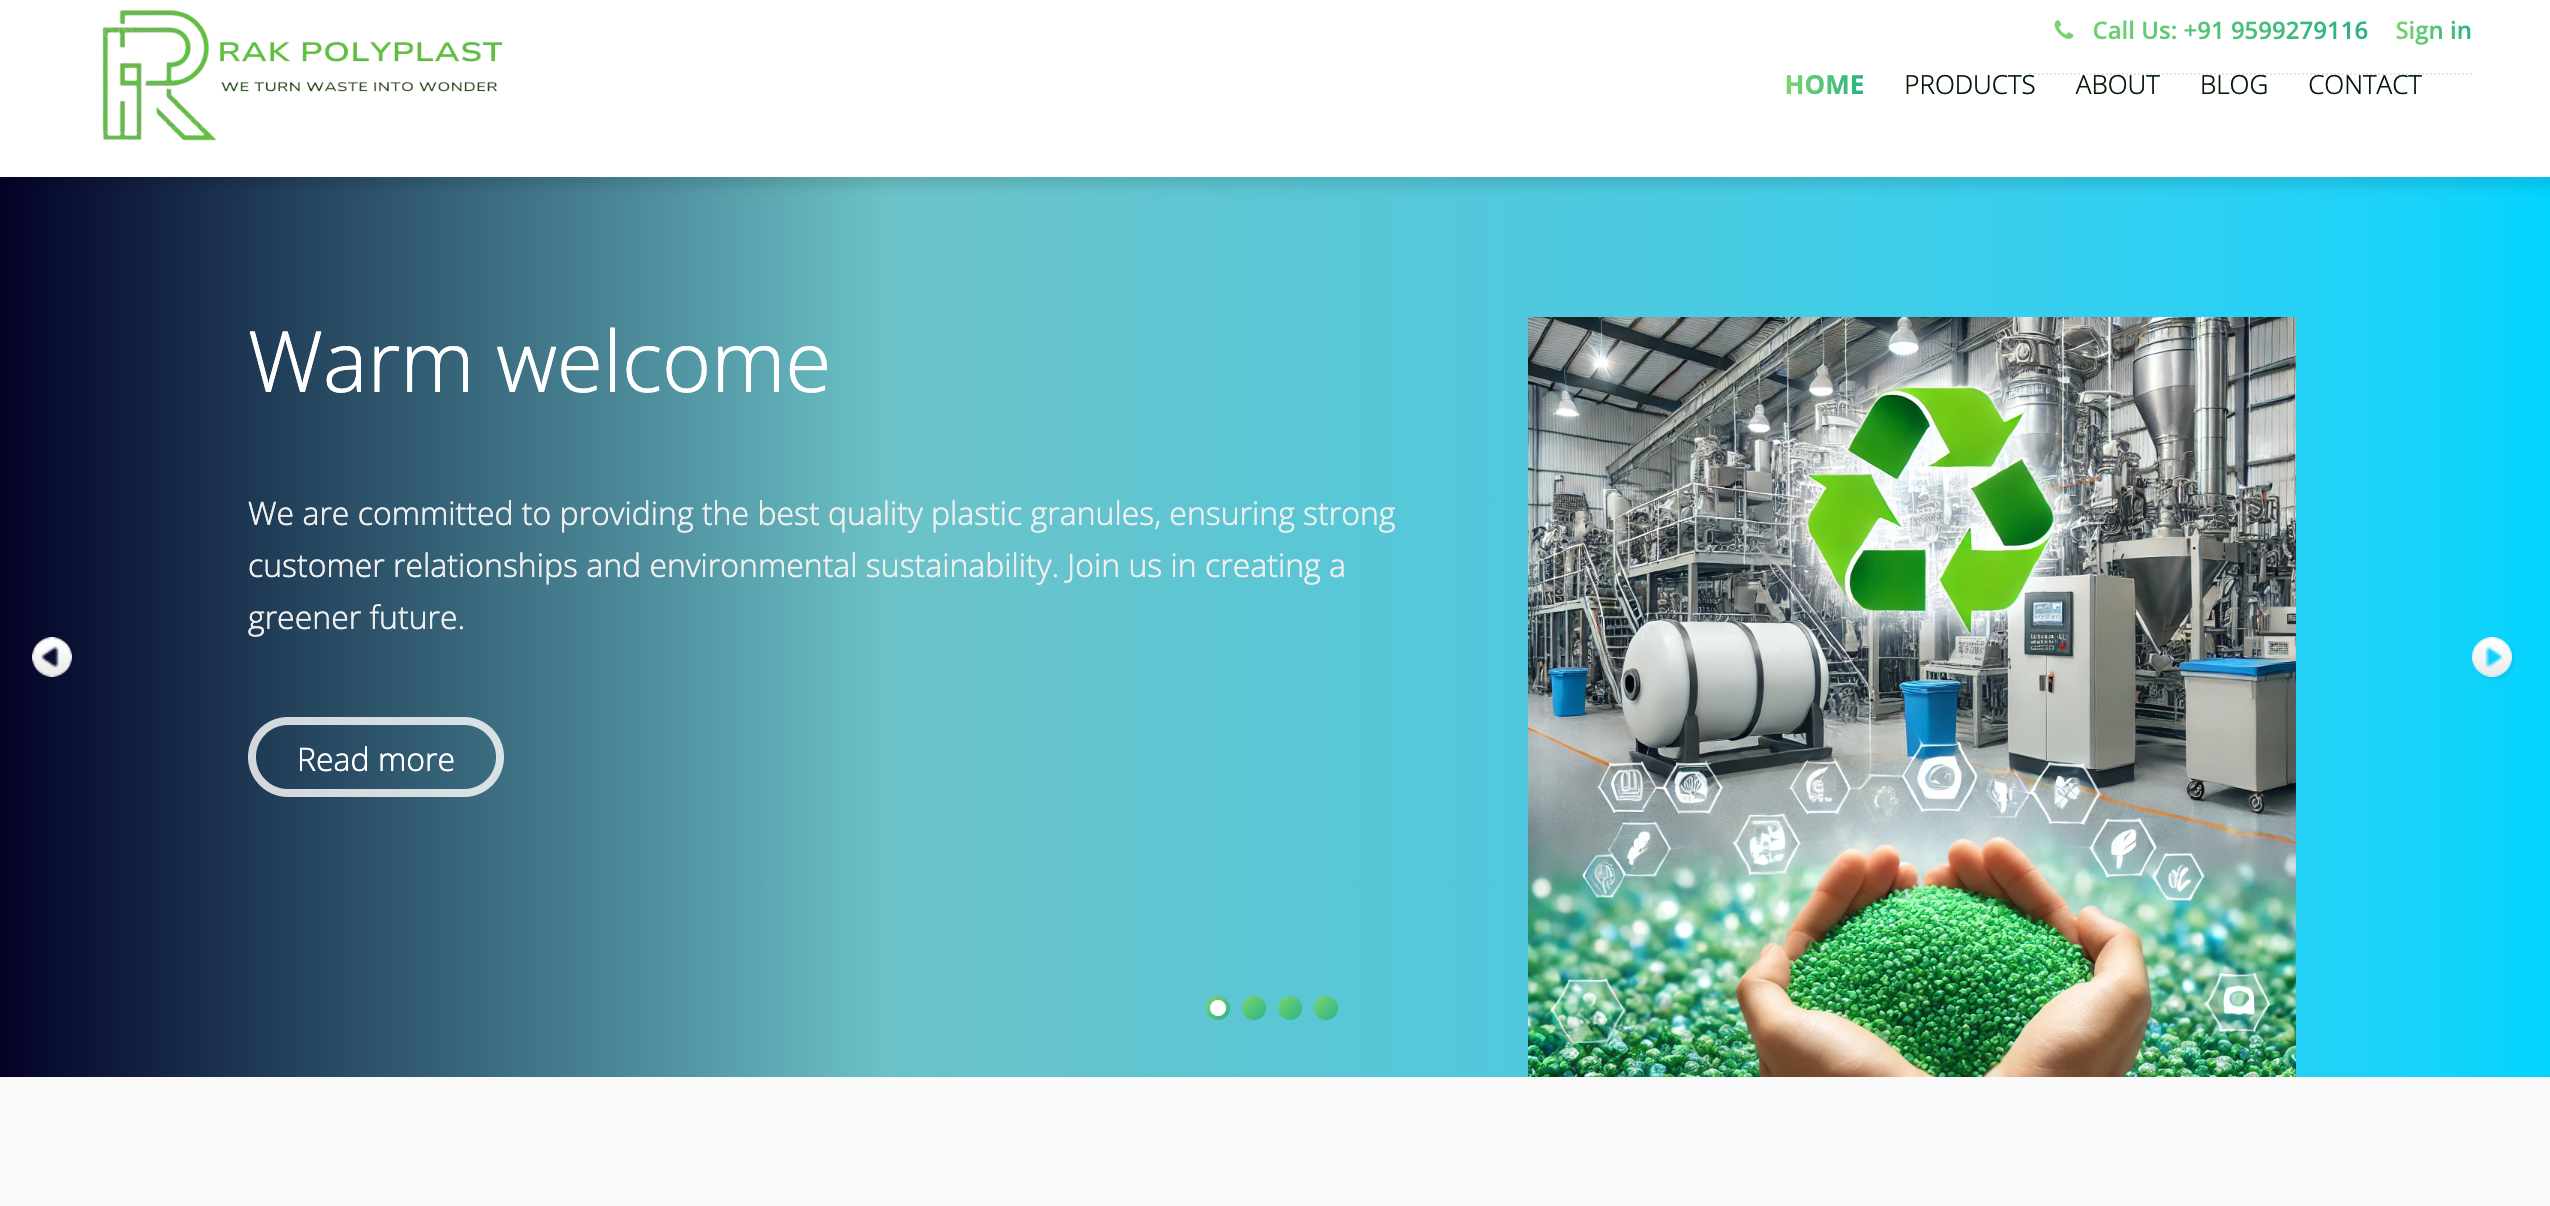 RAK POLYPLAST
WE TURN WASTE INTO WONDER
Call Us: +91 9599279116 Sign in
HOME PRODUCTS ABOUT BLOG CONTACT
Warm welcome
We are committed to providing the best quality plastic granules, ensuring strong
customer relationships and environmental sustainability. Join us in creating a
greener future.
Read more